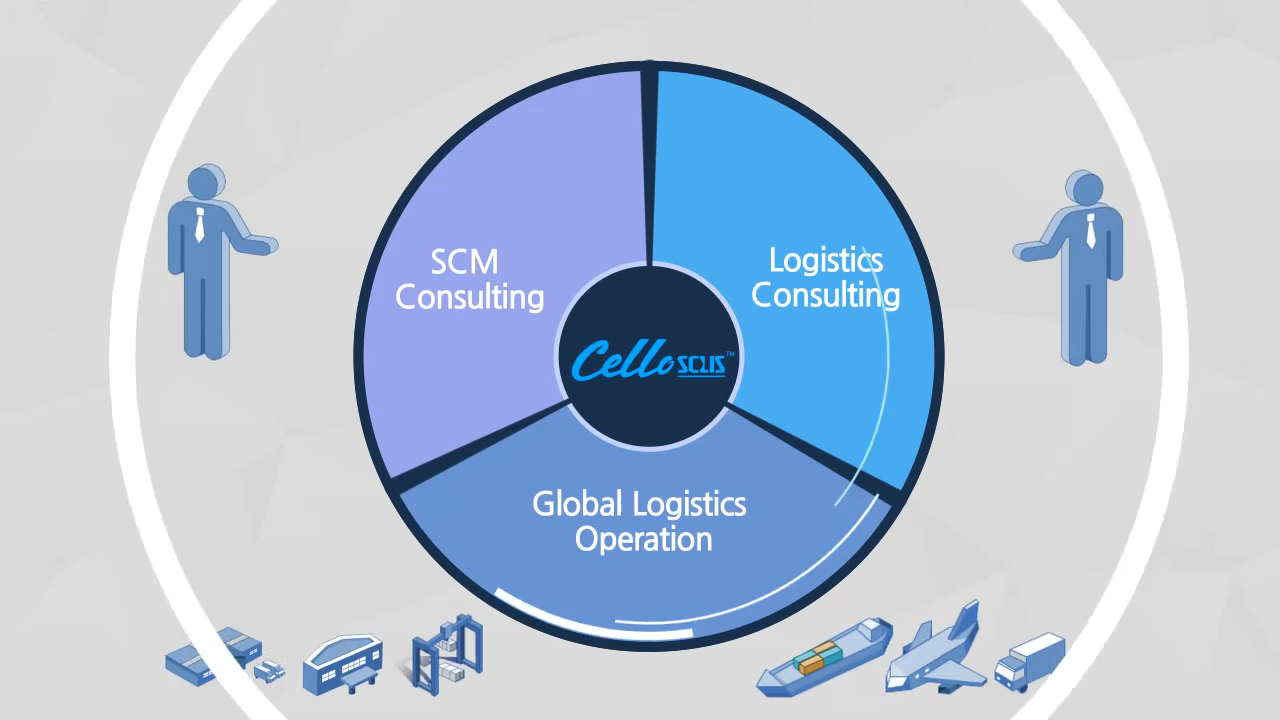 SCM
Consulting
Logistics
Consulting
Cello SCLIS™
Global Logistics
Operation